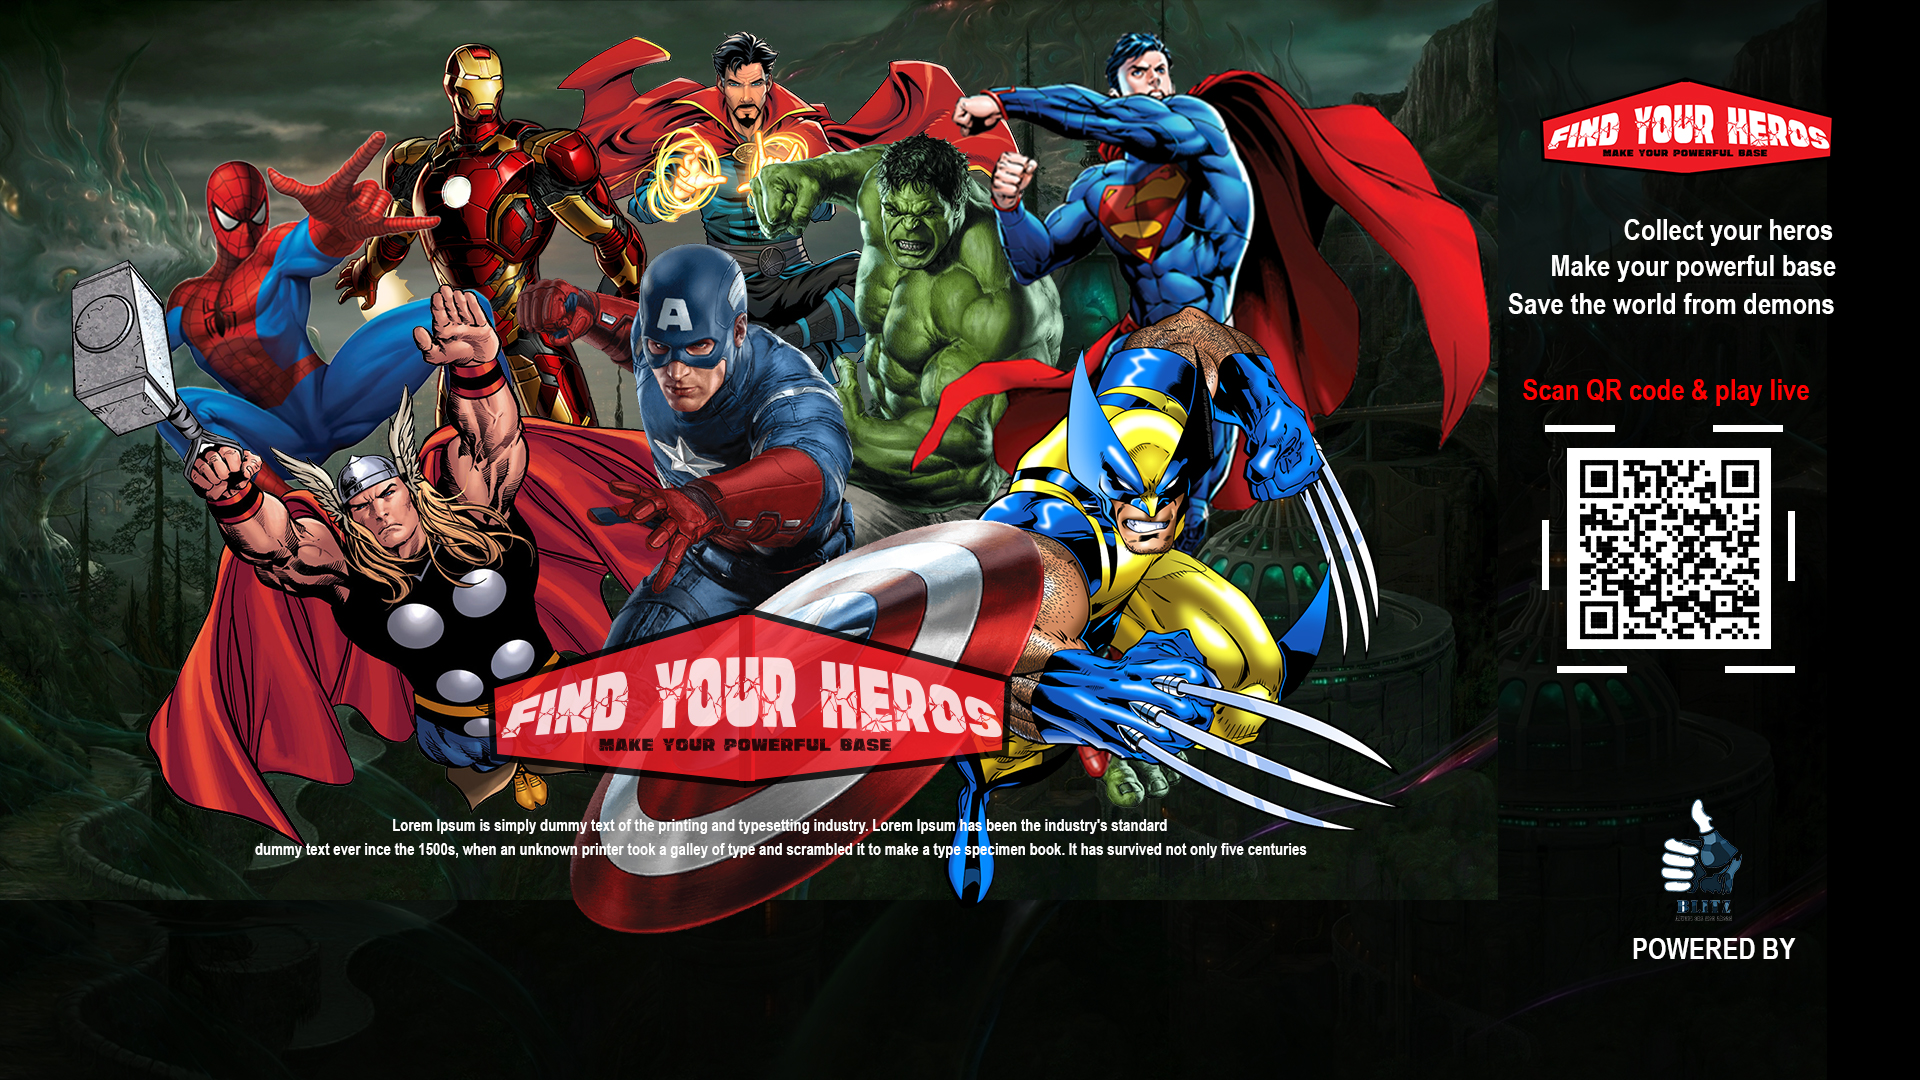 A
FIND YOUR HEROS
MAKE YOUR POWERFUL BASE
Lorem Ipsum is simply dummy text of the printing and typesetting industry. Lorem Ipsum has been the industry's standard
dummy text ever ince the 1500s, when an unknown printer took a galley of type and scrambled it to make a type specimen book. It has survived not only five centuries
FIND YOUR HEROS
MAKE YOUR POWERFUL BASE
Collect your heros
Make your powerful base
Save the world from demons
Scan QR code & play live
BLITZ
POWERED BY